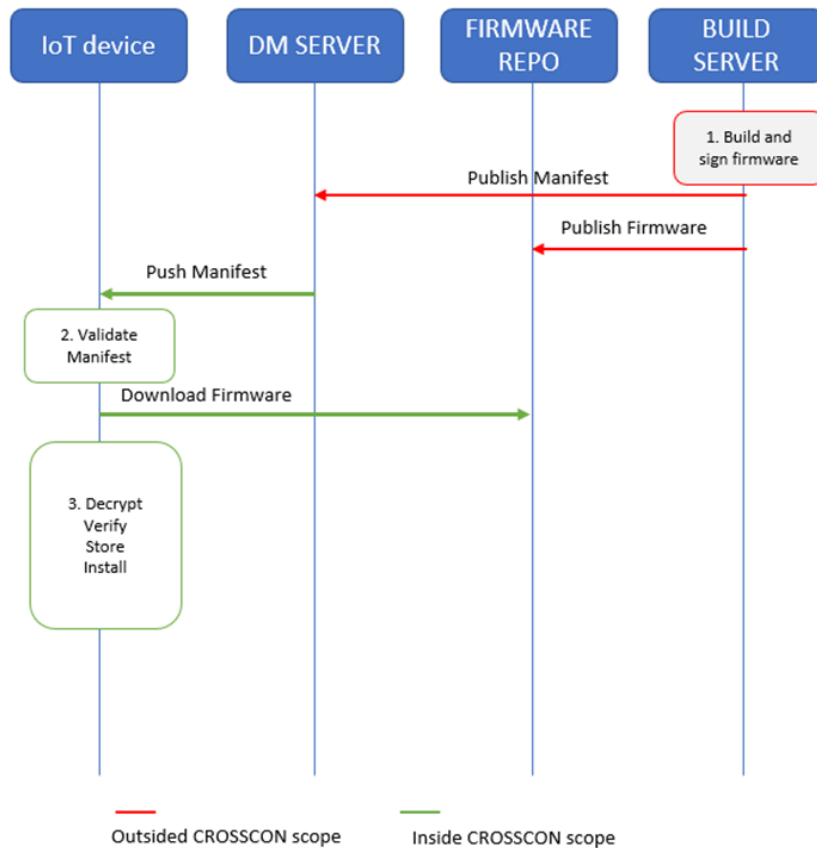 IoT device
DM SERVER
FIRMWARE
REPO
BUILD
SERVER
1. Build and
sign firmware
Publish Manifest
Publish Firmware
Push Manifest
2. Validate
Manifest
Download Firmware
3. Decrypt
Verify
Store
Install
Outsided CROSSCON scope
Inside CROSSCON scope